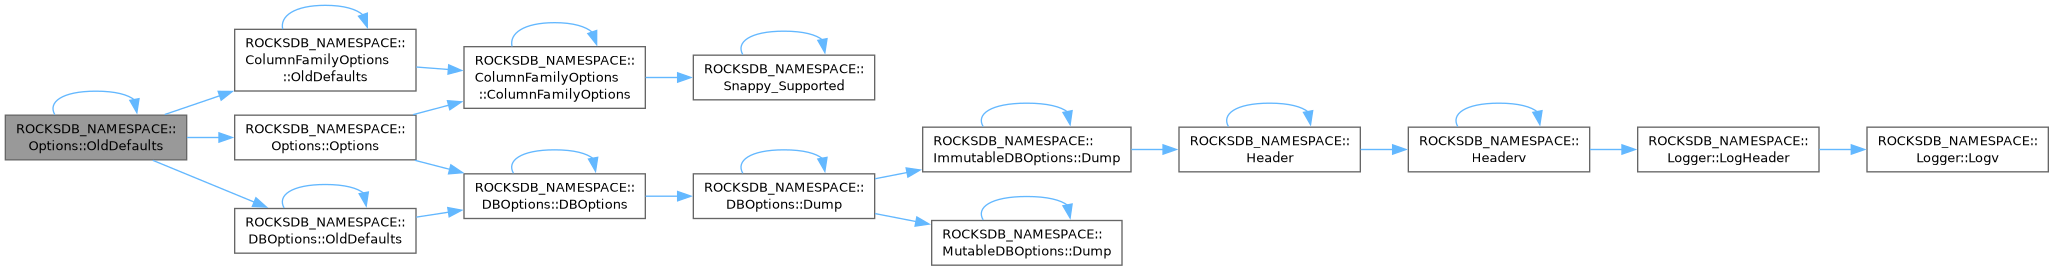 ROCKSDB_NAMESPACE::
Options::OldDefaults
ROCKSDB_NAMESPACE::
ColumnFamilyOptions
::OldDefaults
ROCKSDB_NAMESPACE::
Options::Options
ROCKSDB_NAMESPACE::
DBOptions::OldDefaults
ROCKSDB_NAMESPACE::
ColumnFamilyOptions
::ColumnFamilyOptions
ROCKSDB_NAMESPACE::
DBOptions::DBOptions
ROCKSDB_NAMESPACE::
Snappy_Supported
ROCKSDB_NAMESPACE::
DBOptions::Dump
ROCKSDB_NAMESPACE::
ImmutableDBOptions::Dump
ROCKSDB_NAMESPACE::
MutableDBOptions::Dump
ROCKSDB_NAMESPACE::
Header
ROCKSDB_NAMESPACE::
Headerv
ROCKSDB_NAMESPACE::
Logger::LogHeader
ROCKSDB_NAMESPACE::
Logger::Logv